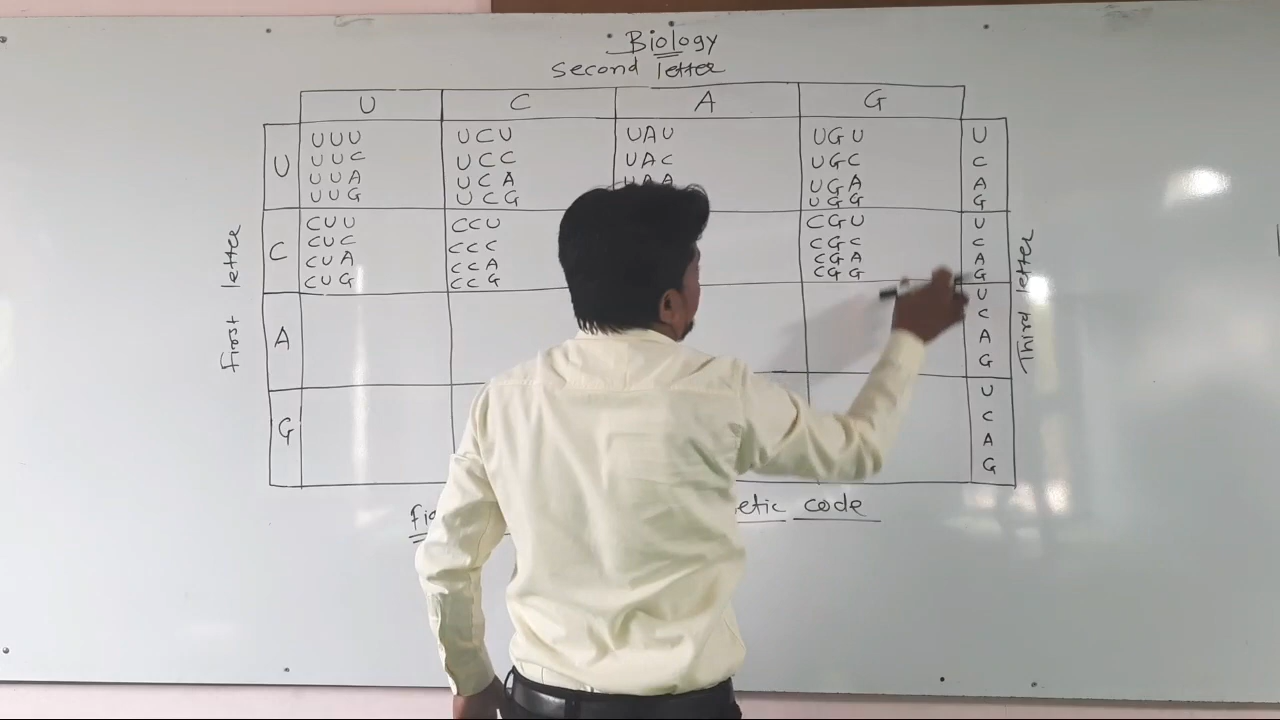 Biology
Second letter
U C A G
U UUU UCU UAU UGU U
UUC UCC UAC UGC C
UUA UCA UAA UGA A
UUG UCG UGG G
C CUU CCU CGU U
CUC CCC CGC C
CUA CCA CGA A
CUG CCG CGG G
A U
C
A
G
G U
C
A
G
First letter
Third letter
code